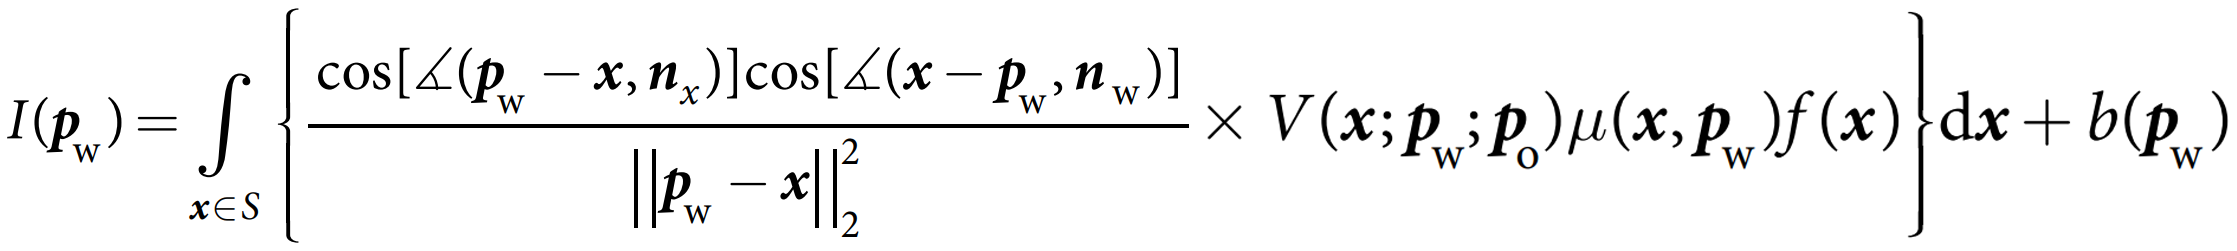 I(p_w) = ∫_{x∈S} { cos[∡(p_w − x, n_x)]cos[∡(x − p_w, n_w)] / ||p_w − x||_2^2 × V(x; p_w; p_o)μ(x, p_w)f(x) } dx + b(p_w)